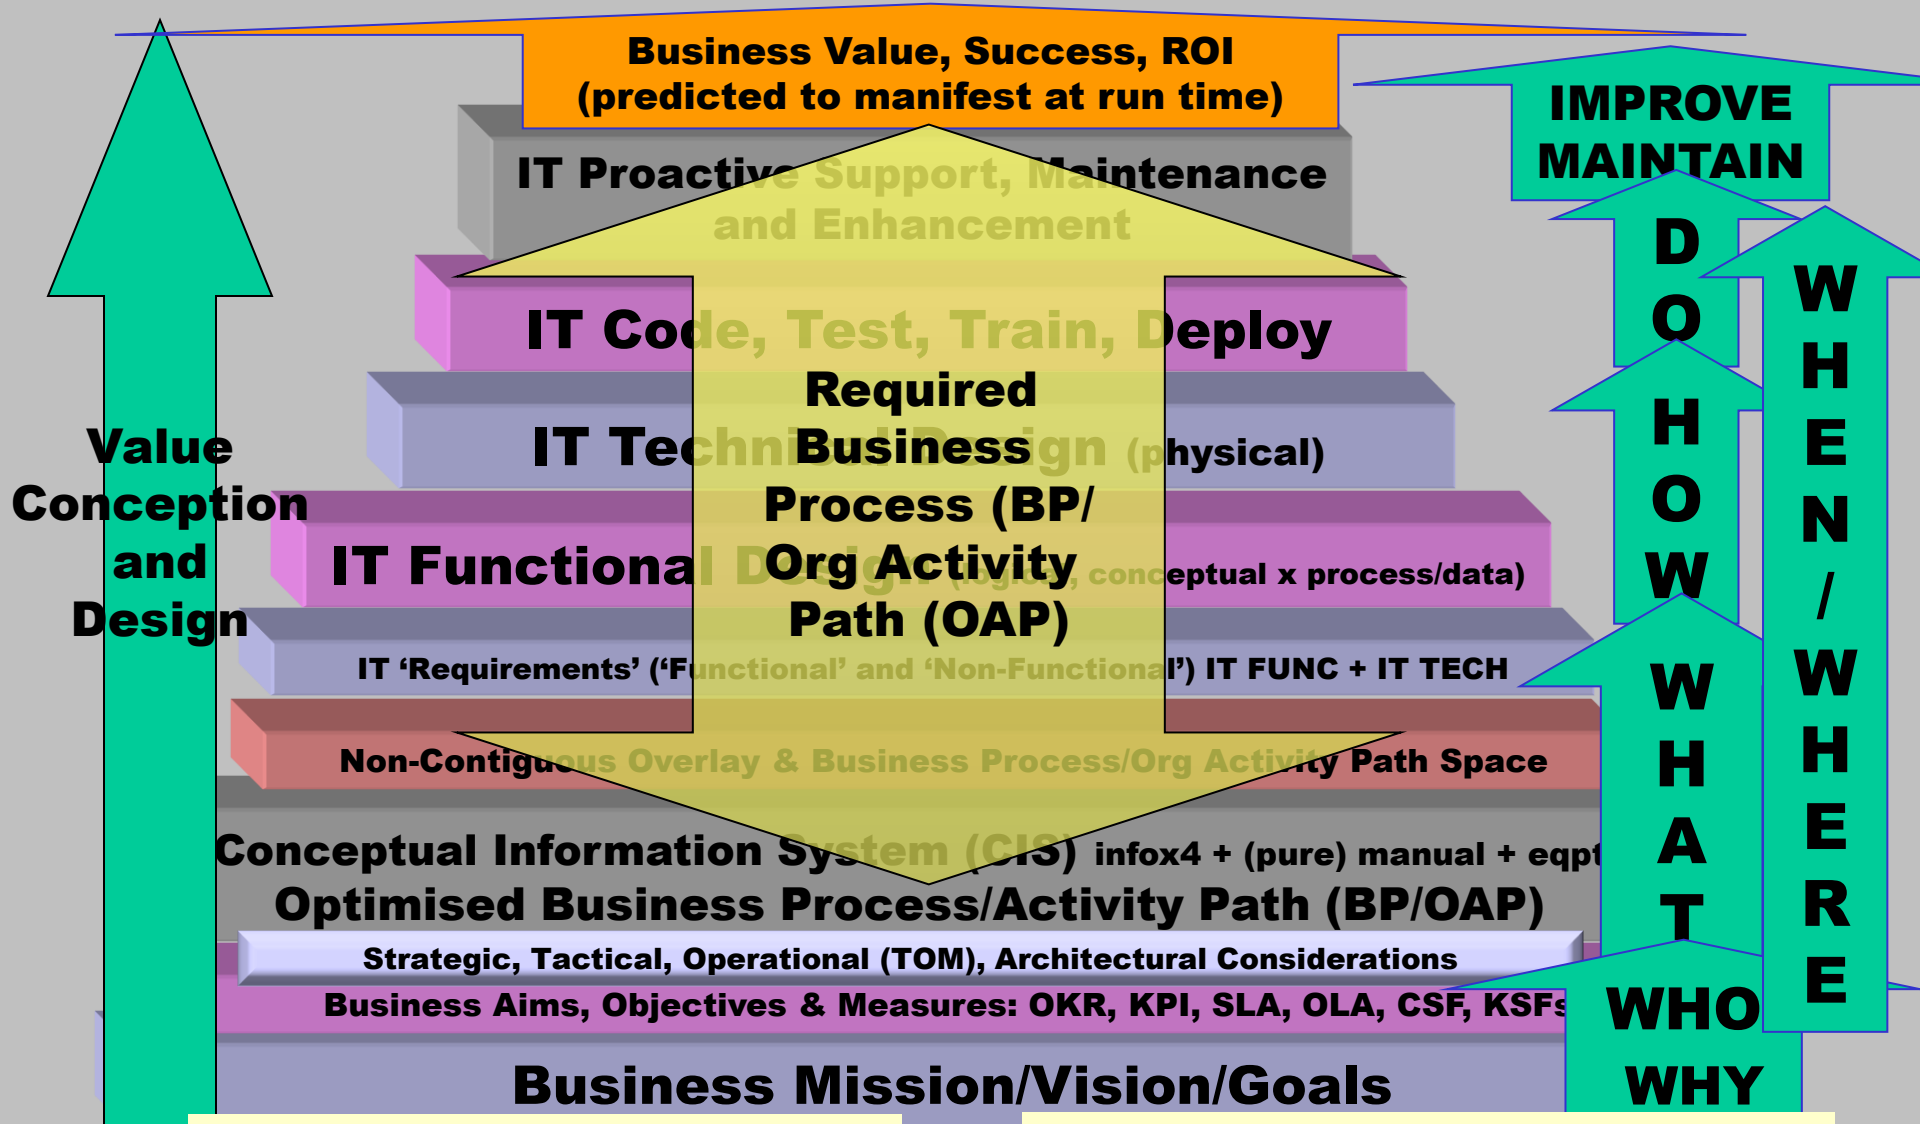 Business Value, Success, ROI
(predicted to manifest at run time)
IMPROVE
MAINTAIN
IT Proactive Support, Maintenance
and Enhancement
IT Code, Test, Train, Deploy
IT Technical Design (physical)
IT Functional Design (logical, conceptual x process/data)
IT ‘Requirements’ (‘Functional’ and ‘Non-Functional’) IT FUNC + IT TECH
Non-Contiguous Overlay & Business Process/Org Activity Path Space
Conceptual Information System (CIS) infox4 + (pure) manual + eqpt
Optimised Business Process/Activity Path (BP/OAP)
Strategic, Tactical, Operational (TOM), Architectural Considerations
Business Aims, Objectives & Measures: OKR, KPI, SLA, OLA, CSF, KSFs
Business Mission/Vision/Goals
Required
Business
Process (BP/
Org Activity
Path (OAP)
Value
Conception
and
Design
DO
HOW
WHAT
WHO
WHY
WHEN/WHERE